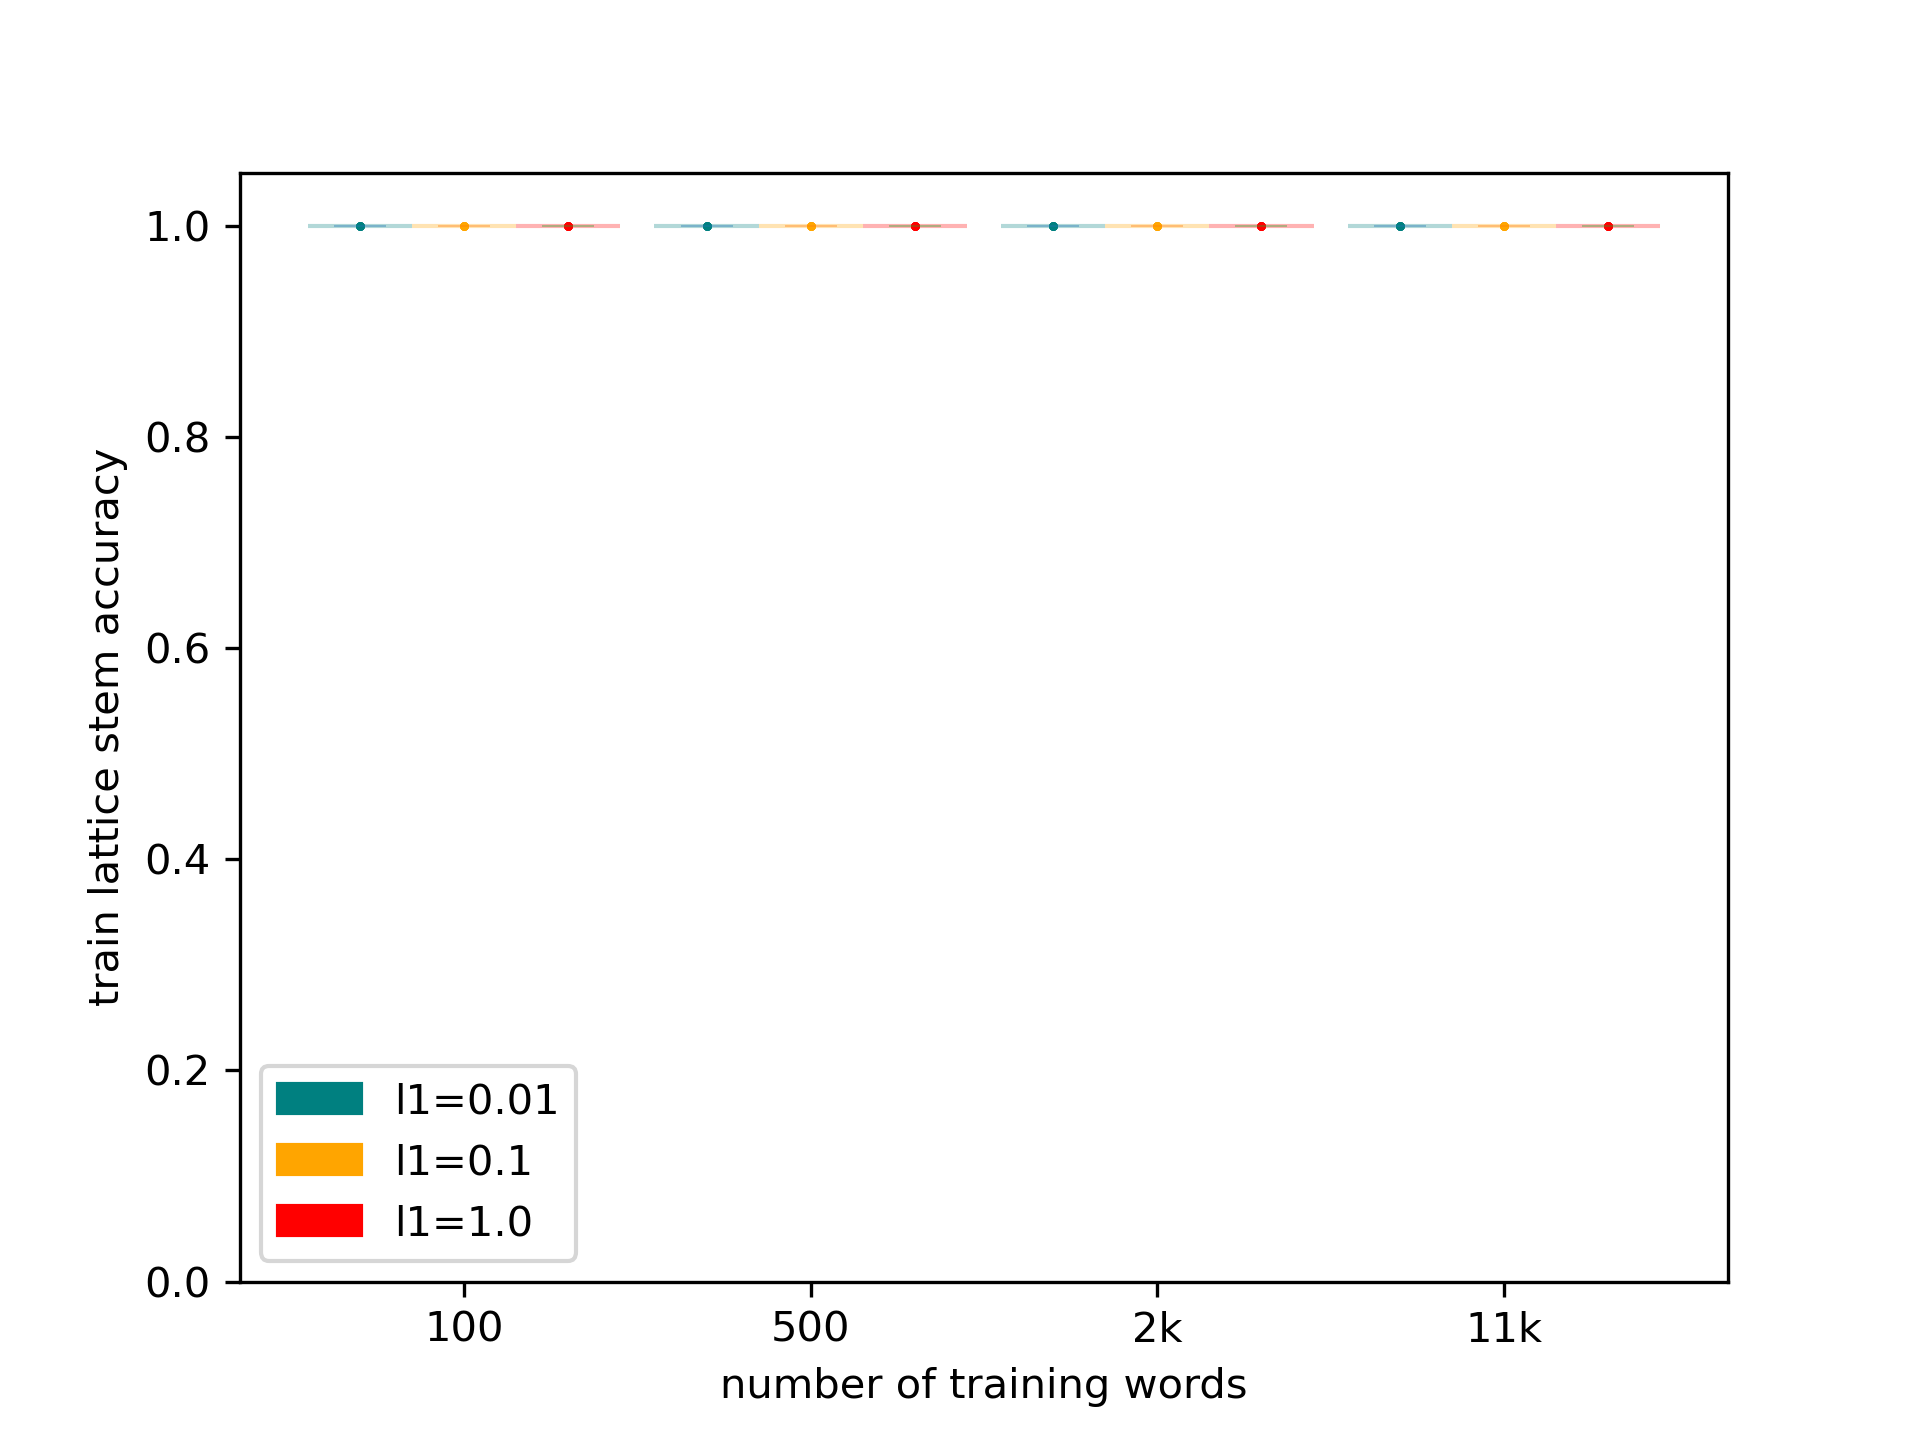 train lattice stem accuracy
1.0
0.8
0.6
0.4
0.2
0.0
l1=0.01
l1=0.1
l1=1.0
100 500 2k 11k
number of training words